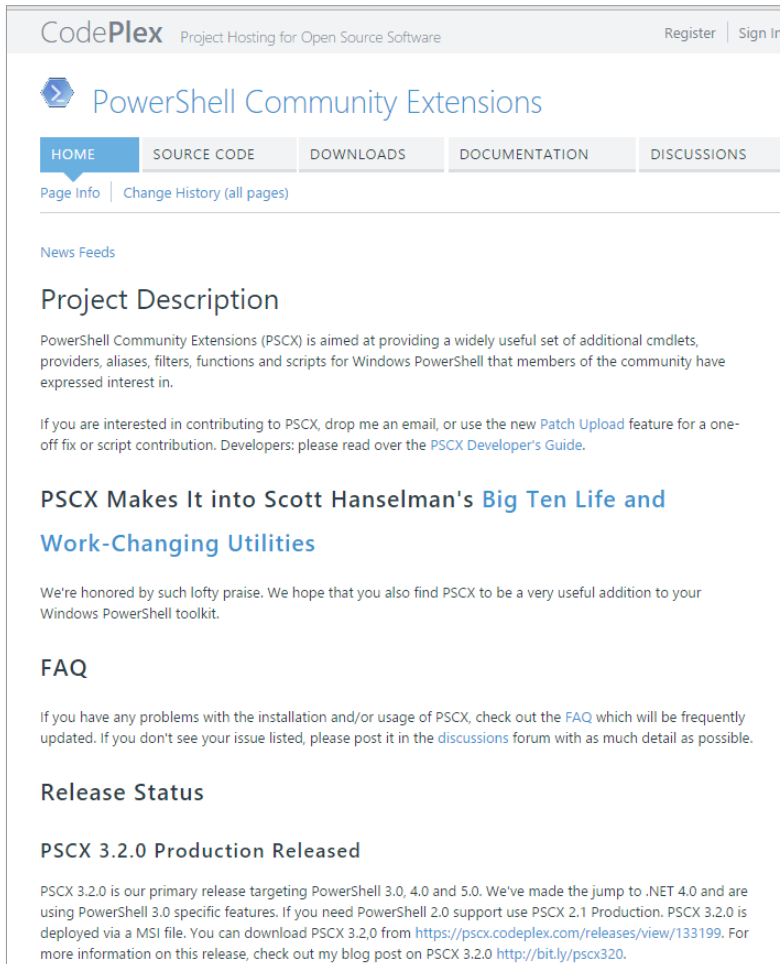 CodePlex Project Hosting for Open Source Software Register Sign In
PowerShell Community Extensions
HOME SOURCE CODE DOWNLOADS DOCUMENTATION DISCUSSIONS
Page Info Change History (all pages)
News Feeds
Project Description
PowerShell Community Extensions (PSCX) is aimed at providing a widely useful set of additional cmdlets,
providers, aliases, filters, functions and scripts for Windows PowerShell that members of the community have
expressed interest in.
If you are interested in contributing to PSCX, drop me an email, or use the new Patch Upload feature for a one-
off fix or script contribution. Developers: please read over the PSCX Developer's Guide.
PSCX Makes It into Scott Hanselman's Big Ten Life and
Work-Changing Utilities
We're honored by such lofty praise. We hope that you also find PSCX to be a very useful addition to your
Windows PowerShell toolkit.
FAQ
If you have any problems with the installation and/or usage of PSCX, check out the FAQ which will be frequently
updated. If you don't see your issue listed, please post it in the discussions forum with as much detail as possible.
Release Status
PSCX 3.2.0 Production Released
PSCX 3.2.0 is our primary release targeting PowerShell 3.0, 4.0 and 5.0. We've made the jump to .NET 4.0 and are
using PowerShell 3.0 specific features. If you need PowerShell 2.0 support use PSCX 2.1 Production. PSCX 3.2.0 is
deployed via a MSI file. You can download PSCX 3.2,0 from https://pscx.codeplex.com/releases/view/133199. For
more information on this release, check out my blog post on PSCX 3.2.0 http://bit.ly/pscx320.